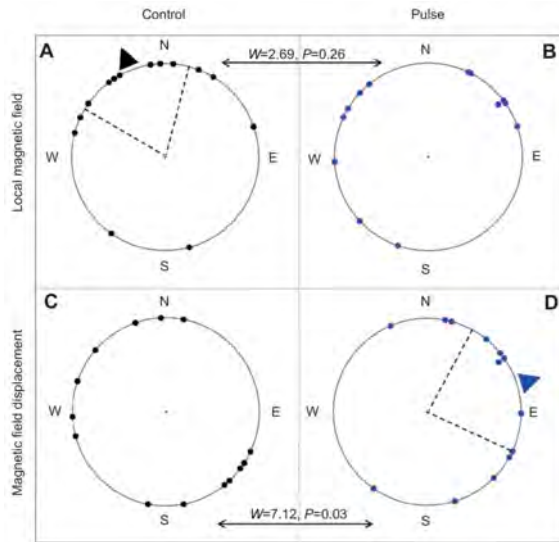 Control
Pulse
Local magnetic field
A
N
W
E
S
W=2.69, P=0.26
B
N
W
E
S
Magnetic field displacement
C
N
W
E
S
D
N
W
E
S
W=7.12, P=0.03